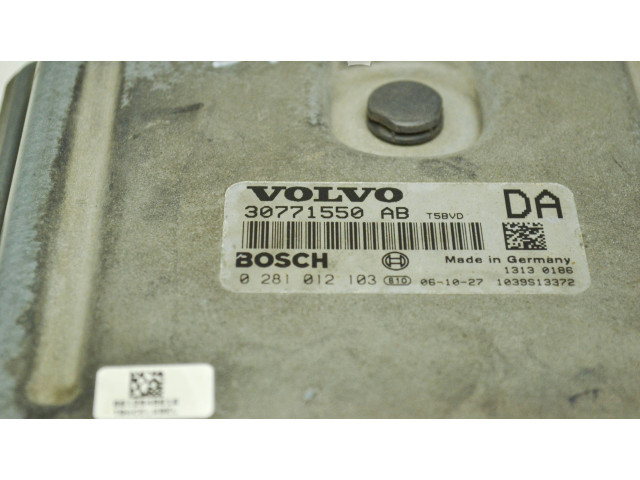 VOLVO DA
30771550 AB T5BVD
BOSCH Made in Germany
1313 0186
0 281 012 103 B10 06-10-27 1039S13372